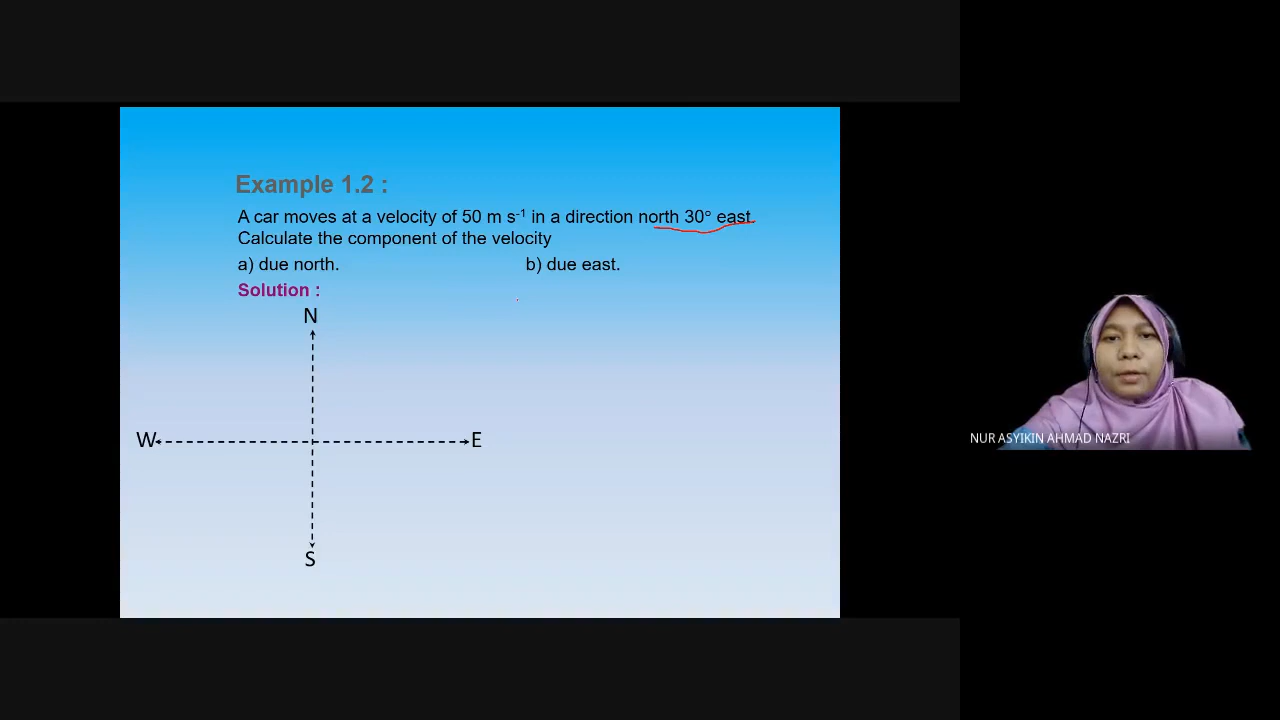 Example 1.2 :
A car moves at a velocity of 50 m s⁻¹ in a direction north 30° east.
Calculate the component of the velocity
a) due north. b) due east.
Solution :
N
W E
S
NUR ASYIKIN AHMAD NAZRI